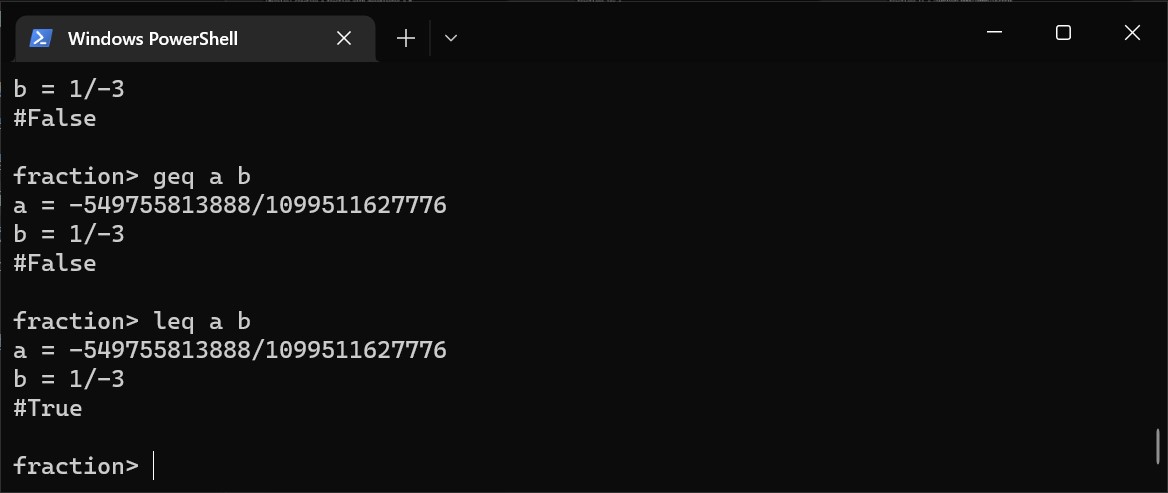 Windows PowerShell
b = 1/-3
#False
fraction> geq a b
a = -549755813888/1099511627776
b = 1/-3
#False
fraction> leq a b
a = -549755813888/1099511627776
b = 1/-3
#True
fraction>